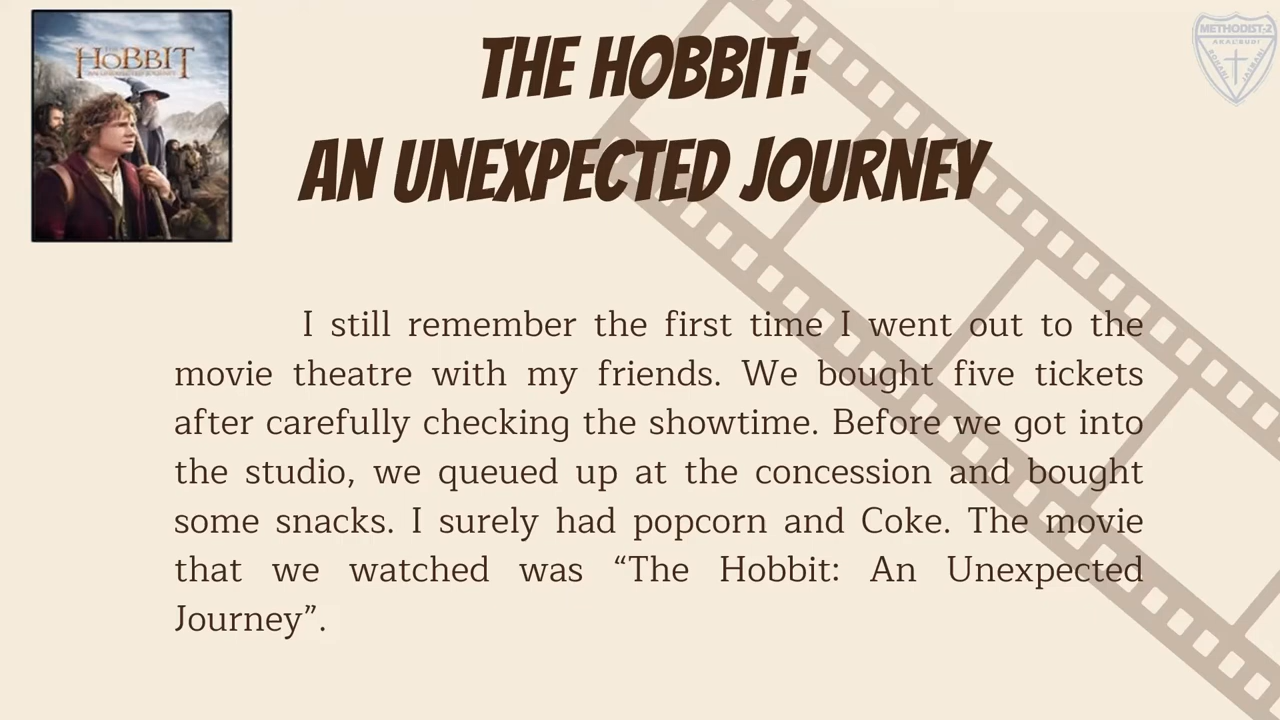 THE HOBBIT
AN UNEXPECTED JOURNEY
THE HOBBIT:
AN UNEXPECTED JOURNEY
METHODIST-2
I still remember the first time I went out to the
movie theatre with my friends. We bought five tickets
after carefully checking the showtime. Before we got into
the studio, we queued up at the concession and bought
some snacks. I surely had popcorn and Coke. The movie
that we watched was “The Hobbit: An Unexpected
Journey”.